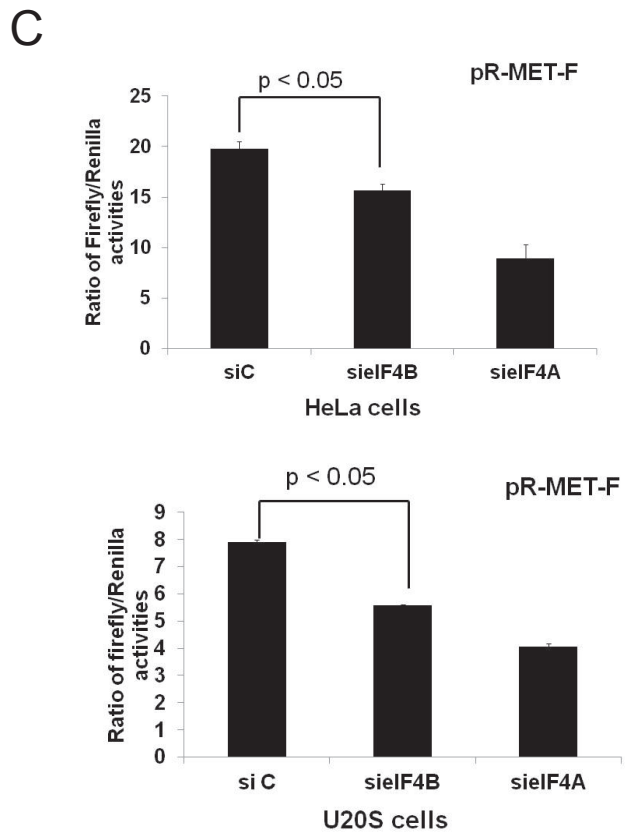 C
pR-MET-F
p < 0.05
Ratio of Firefly/Renilla
activities
25
20
15
10
5
0
siC sieIF4B sieIF4A
HeLa cells
pR-MET-F
p < 0.05
Ratio of firefly/Renilla
activities
9
8
7
6
5
4
3
2
1
0
si C sieIF4B sieIF4A
U20S cells